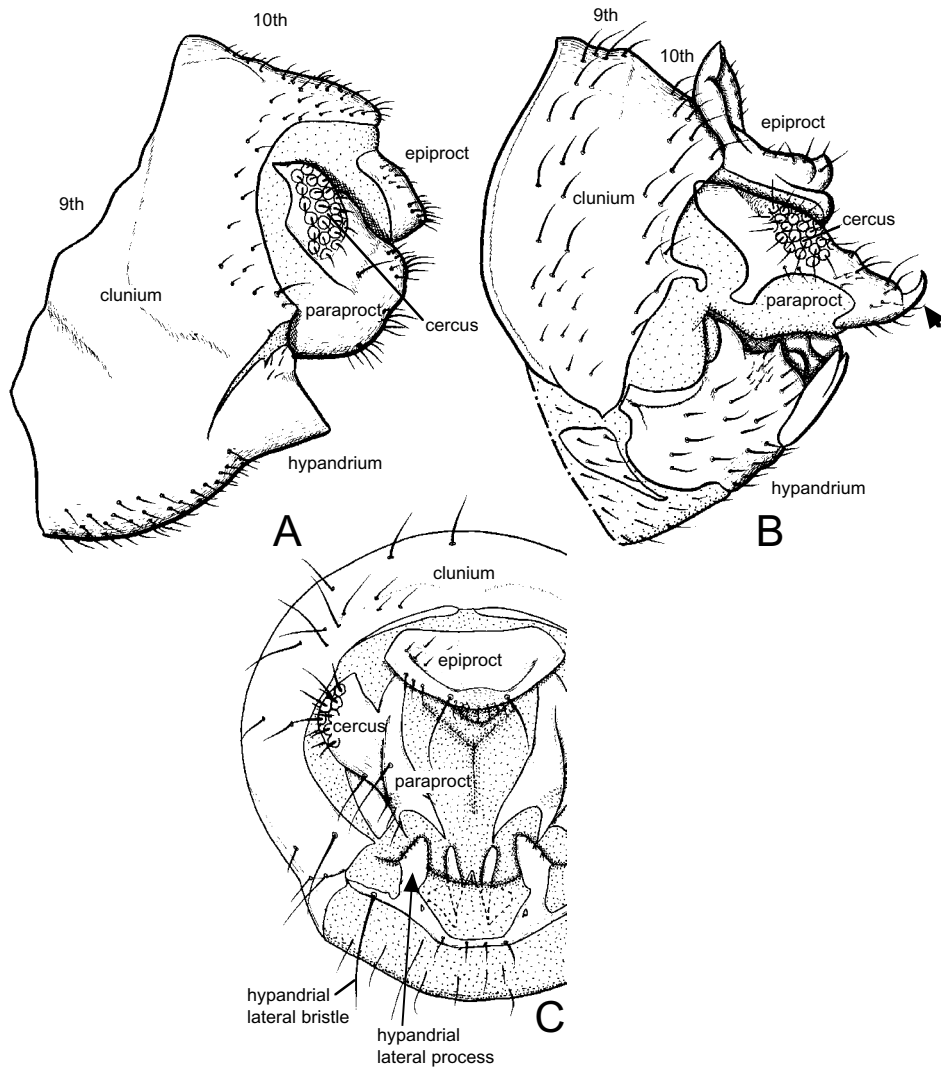 10th
9th
epiproct
clunium
paraproct
cercus
hypandrium
A
9th
10th
epiproct
clunium
cercus
paraproct
hypandrium
B
clunium
epiproct
cercus
paraproct
hypandrial
lateral bristle
hypandrial
lateral process
C